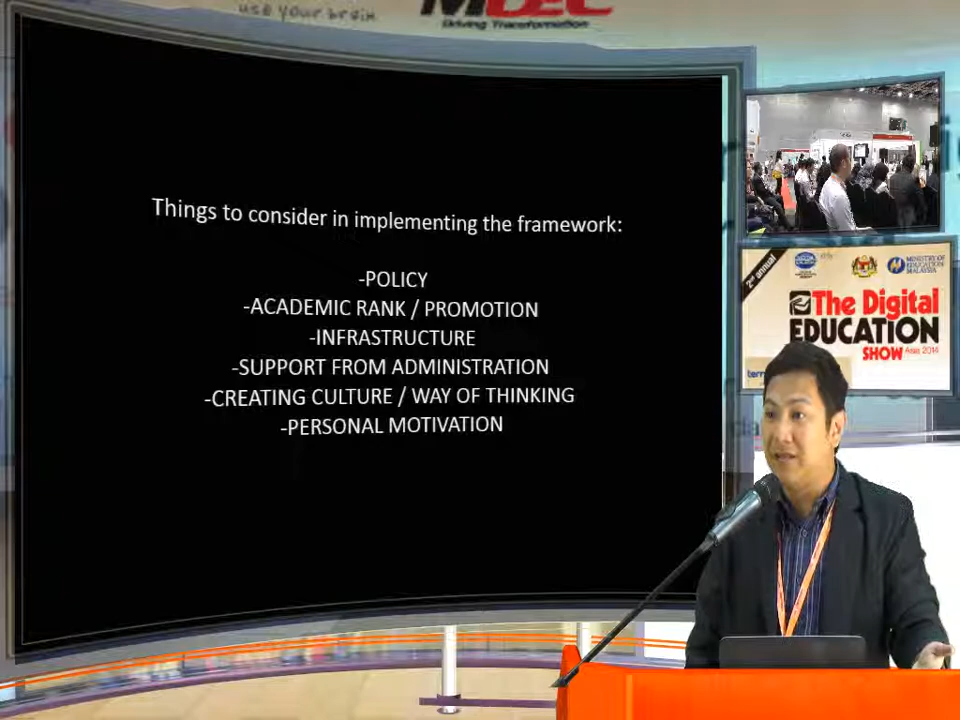 use your brain
MDEC
Driving Transformation
Things to consider in implementing the framework:
-POLICY
-ACADEMIC RANK / PROMOTION
-INFRASTRUCTURE
-SUPPORT FROM ADMINISTRATION
-CREATING CULTURE / WAY OF THINKING
-PERSONAL MOTIVATION
2nd annual
MINISTRY OF
EDUCATION
MALAYSIA
The Digital
EDUCATION
SHOW Asia 2014